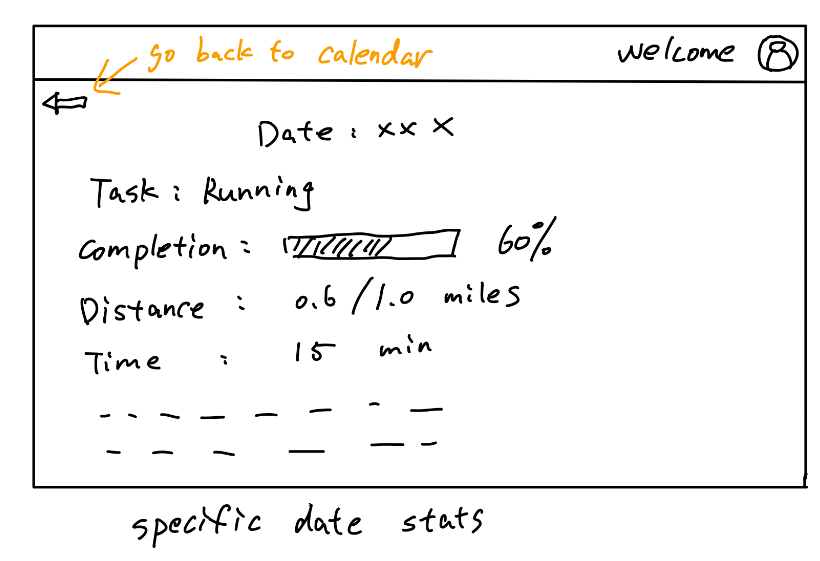 go back to calendar
welcome
Date : xx X
Task : Running
Completion : 60%
Distance : 0.6 / 1.0 miles
Time : 15 min
specific date stats